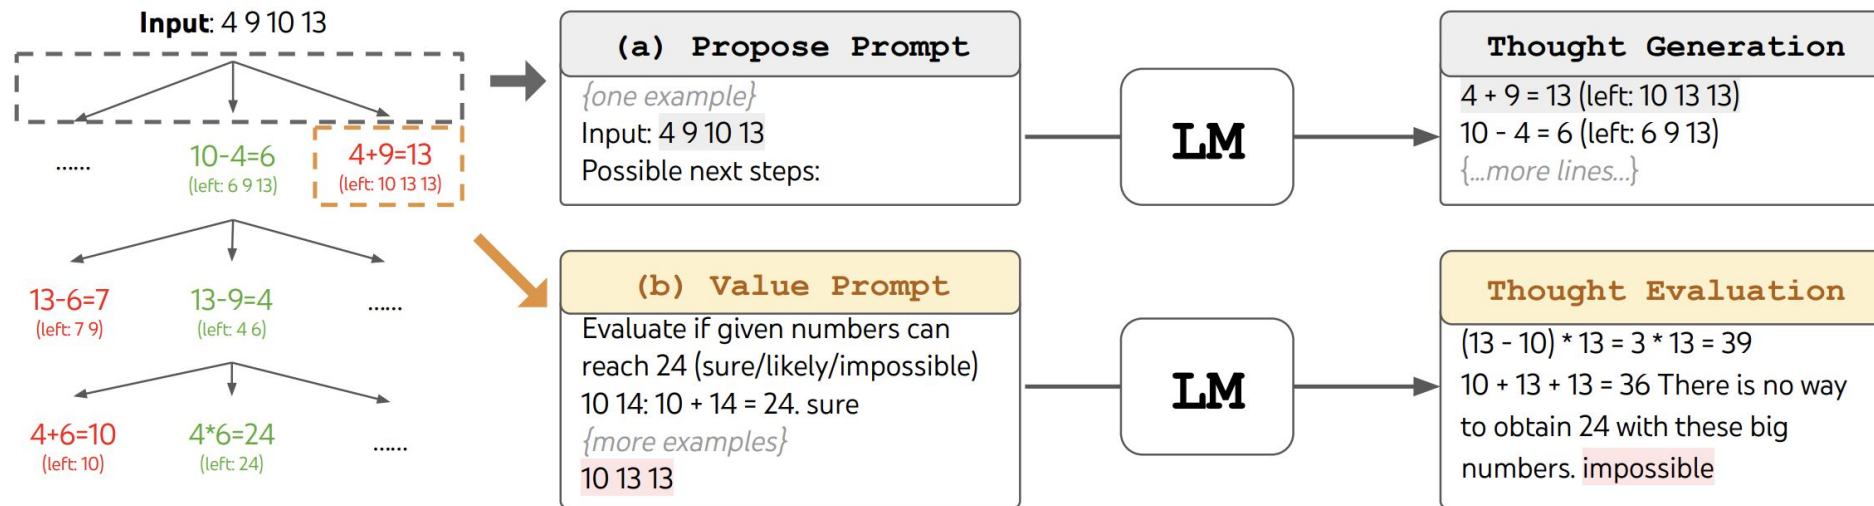 Input: 4 9 10 13
......
10-4=6
(left: 6 9 13)
4+9=13
(left: 10 13 13)
13-6=7
(left: 7 9)
13-9=4
(left: 4 6)
......
4+6=10
(left: 10)
4*6=24
(left: 24)
......
(a) Propose Prompt
{one example}
Input: 4 9 10 13
Possible next steps:
LM
Thought Generation
4 + 9 = 13 (left: 10 13 13)
10 - 4 = 6 (left: 6 9 13)
{...more lines...}
(b) Value Prompt
Evaluate if given numbers can
reach 24 (sure/likely/impossible)
10 14: 10 + 14 = 24. sure
{more examples}
10 13 13
LM
Thought Evaluation
(13 - 10) * 13 = 3 * 13 = 39
10 + 13 + 13 = 36 There is no way
to obtain 24 with these big
numbers. impossible